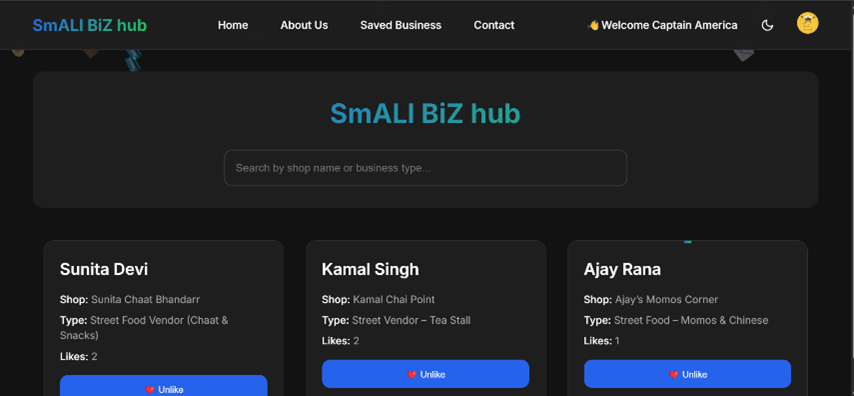 SmALl BiZ hub
Home
About Us
Saved Business
Contact
👋 Welcome Captain America
SmALl BiZ hub
Search by shop name or business type...
Sunita Devi
Shop: Sunita Chaat Bhandarr
Type: Street Food Vendor (Chaat &
Snacks)
Likes: 2
❤️ Unlike
Kamal Singh
Shop: Kamal Chai Point
Type: Street Vendor – Tea Stall
Likes: 2
❤️ Unlike
Ajay Rana
Shop: Ajay’s Momos Corner
Type: Street Food – Momos & Chinese
Likes: 1
❤️ Unlike